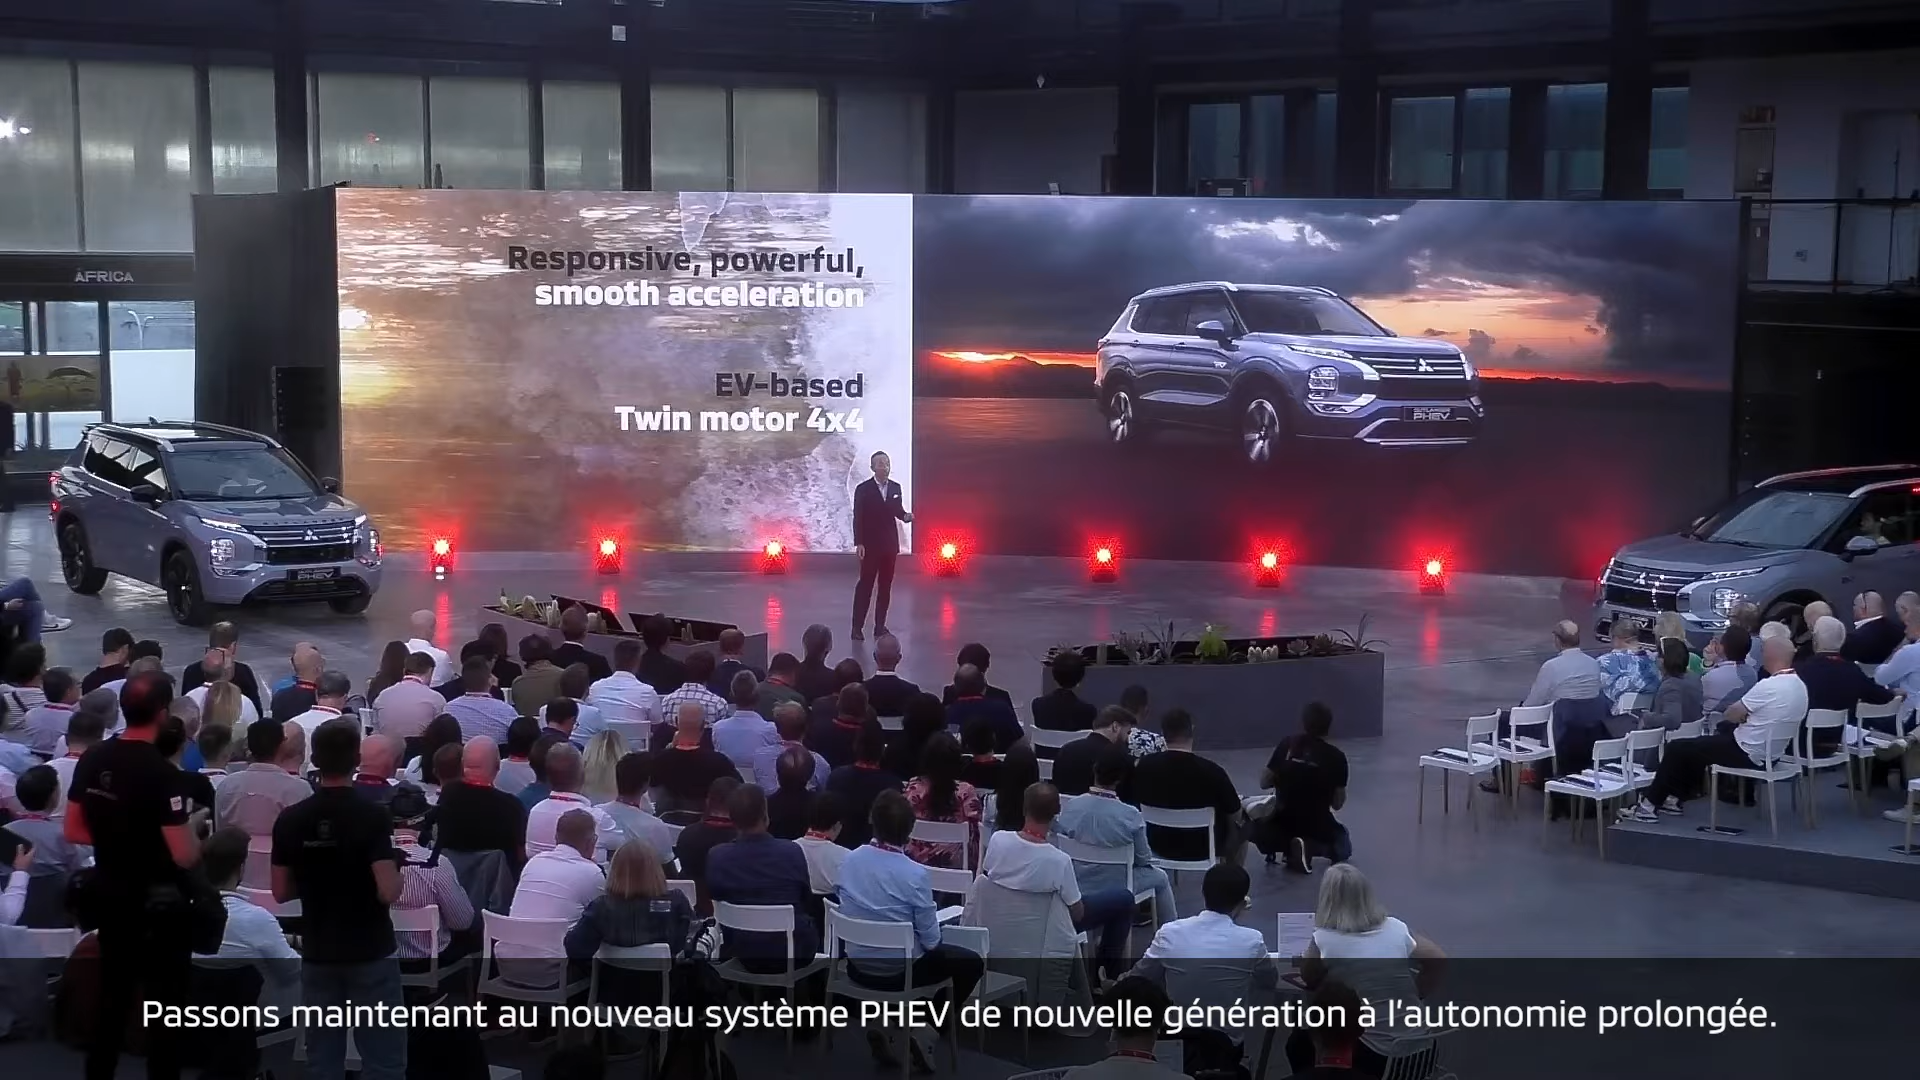 AFRICA
Responsive, powerful,
smooth acceleration
EV-based
Twin motor 4x4
OUTLANDER
PHEV
PHEV
Passons maintenant au nouveau système PHEV de nouvelle génération à l'autonomie prolongée.